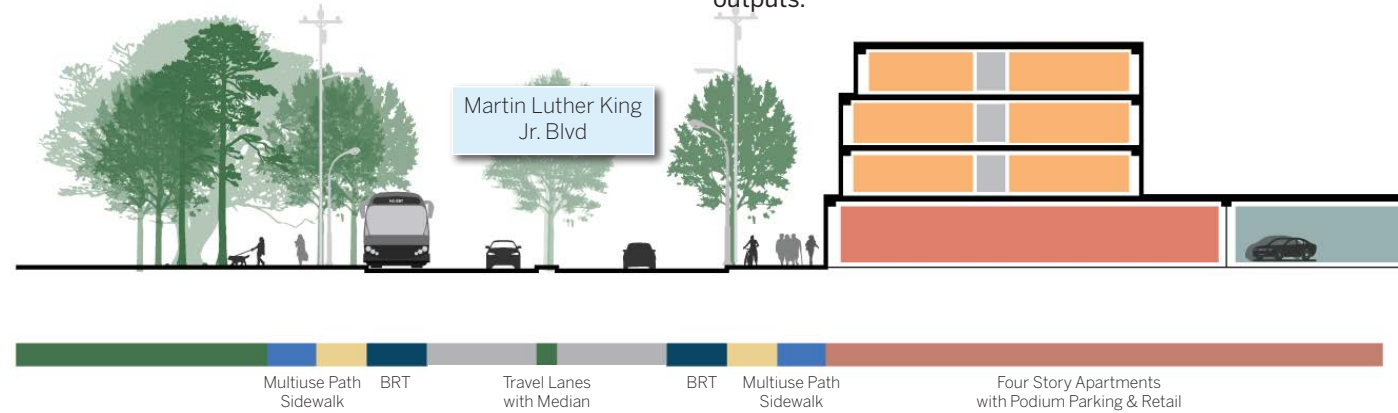 outputs.
Martin Luther King
Jr. Blvd
Multiuse Path
Sidewalk
BRT
Travel Lanes
with Median
BRT
Multiuse Path
Sidewalk
Four Story Apartments
with Podium Parking & Retail